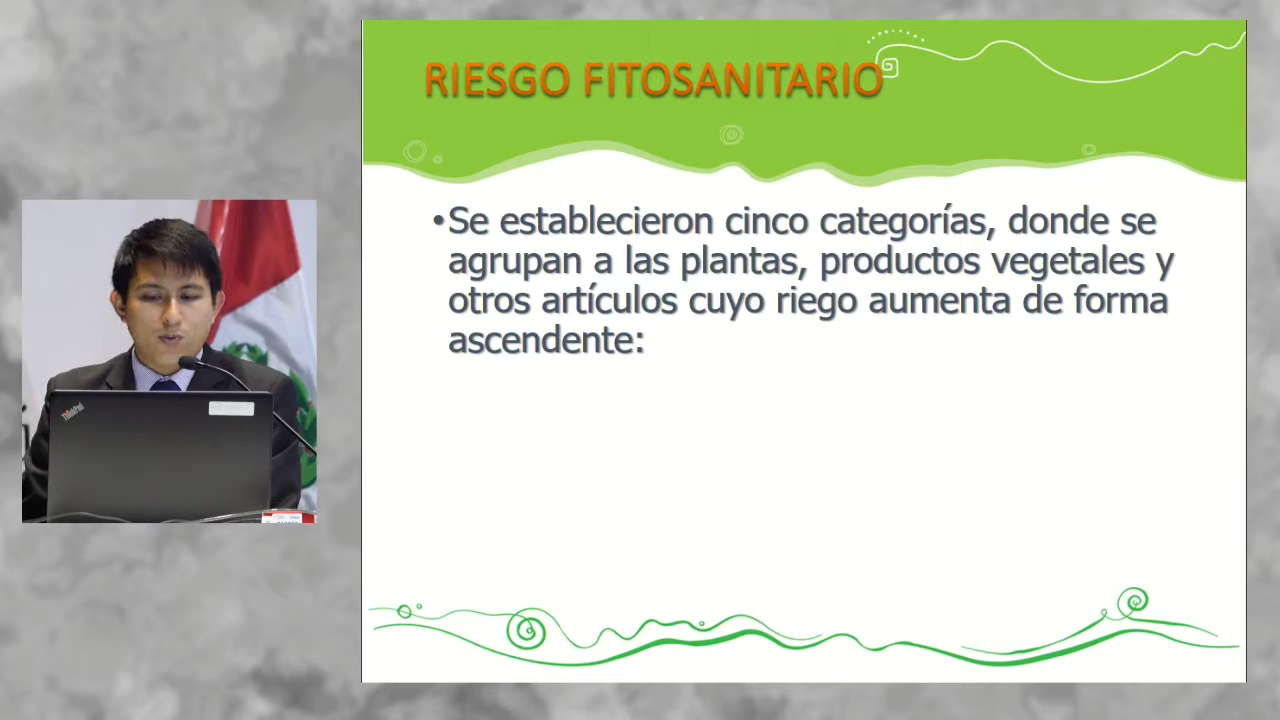 RIESGO FITOSANITARIO
•Se establecieron cinco categorías, donde se
agrupan a las plantas, productos vegetales y
otros artículos cuyo riego aumenta de forma
ascendente:
ThinkPad